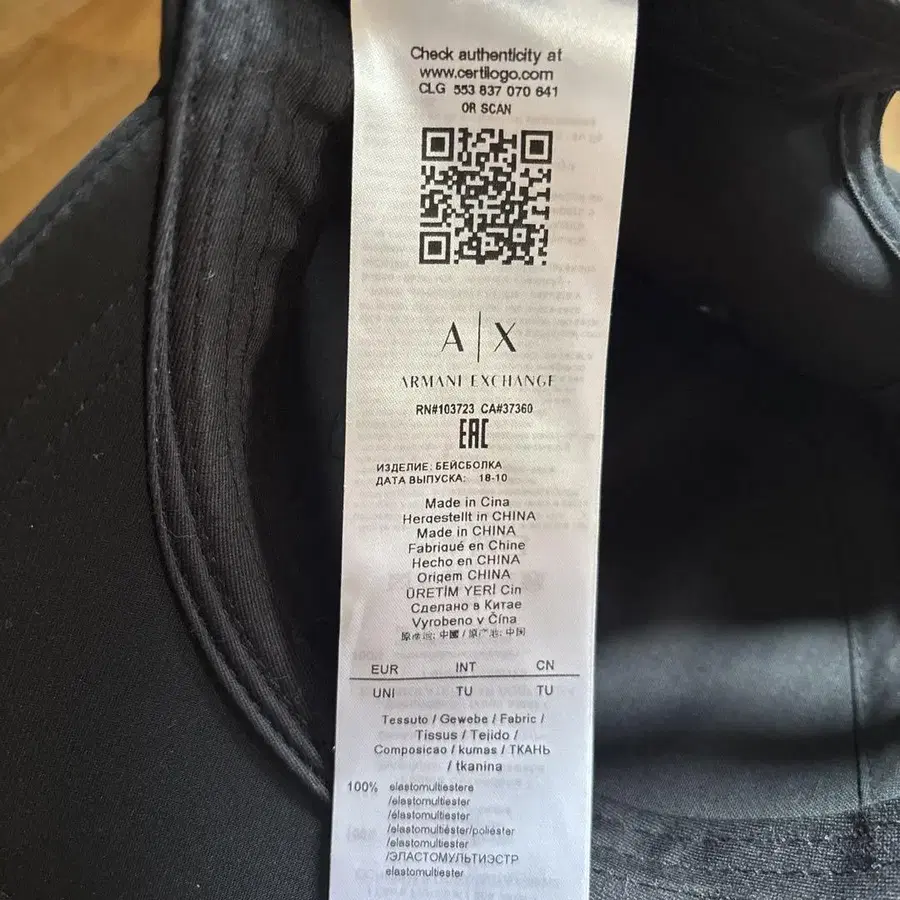 Check authenticity at
www.certilogo.com
CLG 553 837 070 641
OR SCAN
A|X
ARMANI EXCHANGE
RN#103723 CA#37360
EAC
ИЗДЕЛИЕ: БЕЙСБОЛКА
ДАТА ВЫПУСКА: 18-10
Made in Cina
Hergestellt in CHINA
Made in CHINA
Fabriqué en Chine
Hecho en CHINA
Origem CHINA
ÜRETİM YERİ Cin
Сделано в Китае
Vyrobeno v Čína
原產地: 中國 / 原产地: 中国
EUR INT CN
UNI TU TU
Tessuto / Gewebe / Fabric /
Tissus / Tejido /
Composicao / kumas / ТКАНЬ
/ tkanina
100% elastomultiestere
/elastomultiester
/elastomultiester
/elastomultiéster/poliéster
/elastomultiester
/ЭЛАСТОМУЛЬТИЭСТР
elastomultiester